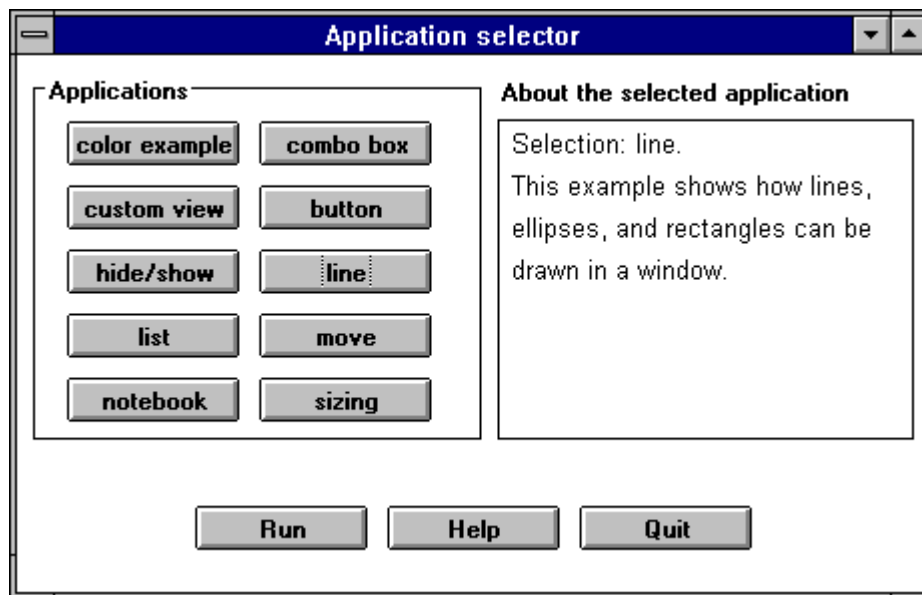 Application selector
Applications
color example
combo box
custom view
button
hide/show
line
list
move
notebook
sizing
About the selected application
Selection: line.
This example shows how lines,
ellipses, and rectangles can be
drawn in a window.
Run
Help
Quit